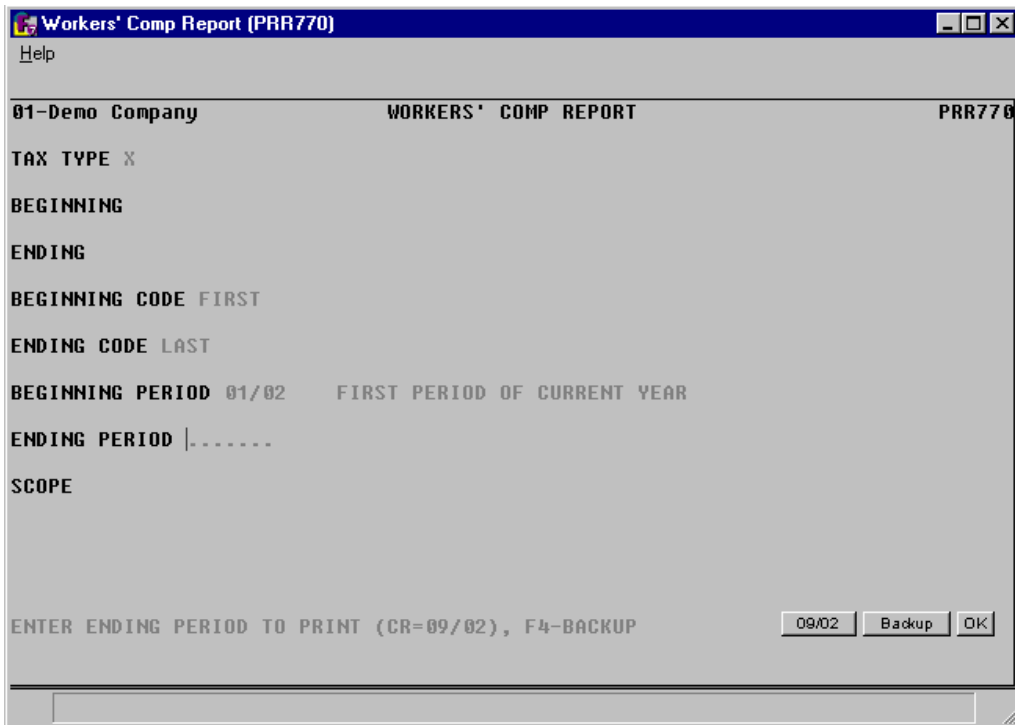 Workers' Comp Report (PRR770)
Help
01-Demo Company WORKERS' COMP REPORT PRR770
TAX TYPE X
BEGINNING
ENDING
BEGINNING CODE FIRST
ENDING CODE LAST
BEGINNING PERIOD 01/02 FIRST PERIOD OF CURRENT YEAR
ENDING PERIOD .......
SCOPE
ENTER ENDING PERIOD TO PRINT (CR=09/02), F4-BACKUP 09/02 Backup OK